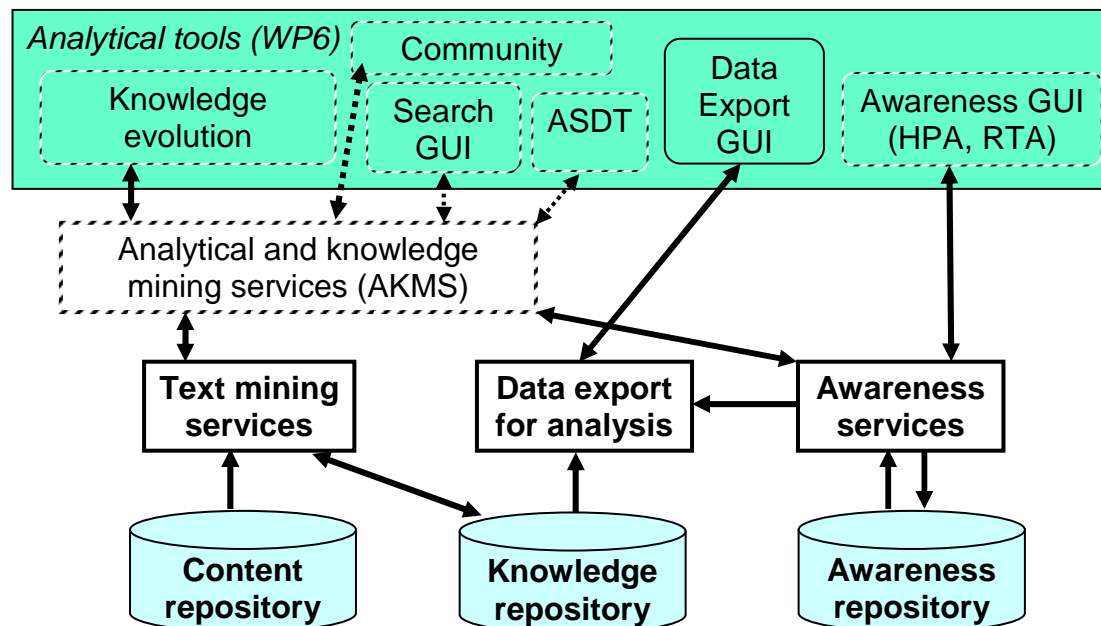 Analytical tools (WP6)
Community
Knowledge
evolution
Search
GUI
ASDT
Data
Export
GUI
Awareness GUI
(HPA, RTA)
Analytical and knowledge
mining services (AKMS)
Text mining
services
Data export
for analysis
Awareness
services
Content
repository
Knowledge
repository
Awareness
repository